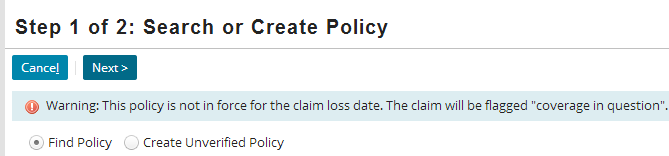 Step 1 of 2: Search or Create Policy
Cancel Next >
Warning: This policy is not in force for the claim loss date. The claim will be flagged "coverage in question".
Find Policy Create Unverified Policy